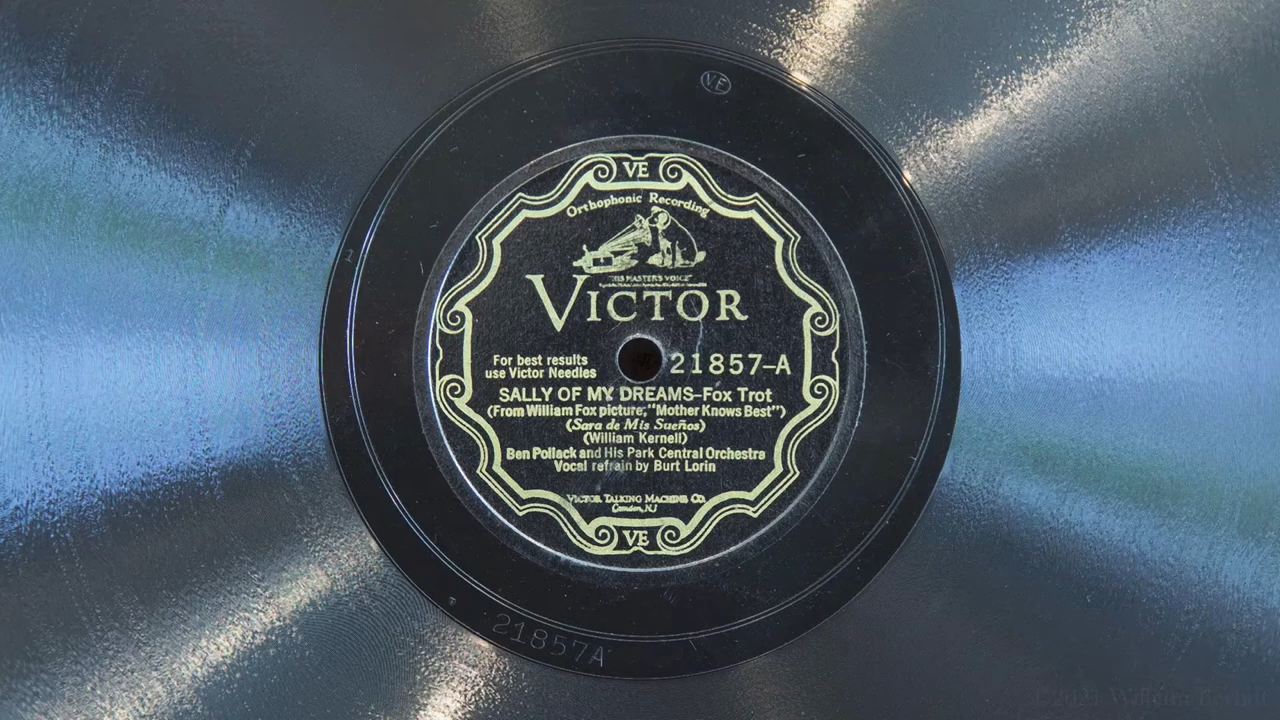 VE
VE
Orthophonic Recording
"HIS MASTER'S VOICE"
VICTOR
For best results
use Victor Needles
21857-A
SALLY OF MY DREAMS-Fox Trot
(From William Fox picture, "Mother Knows Best")
(Sara de Mis Sueños)
(William Kernell)
Ben Pollack and His Park Central Orchestra
Vocal refrain by Burt Lorin
VICTOR TALKING MACHINE CO.
Camden, N.J
VE
21857A